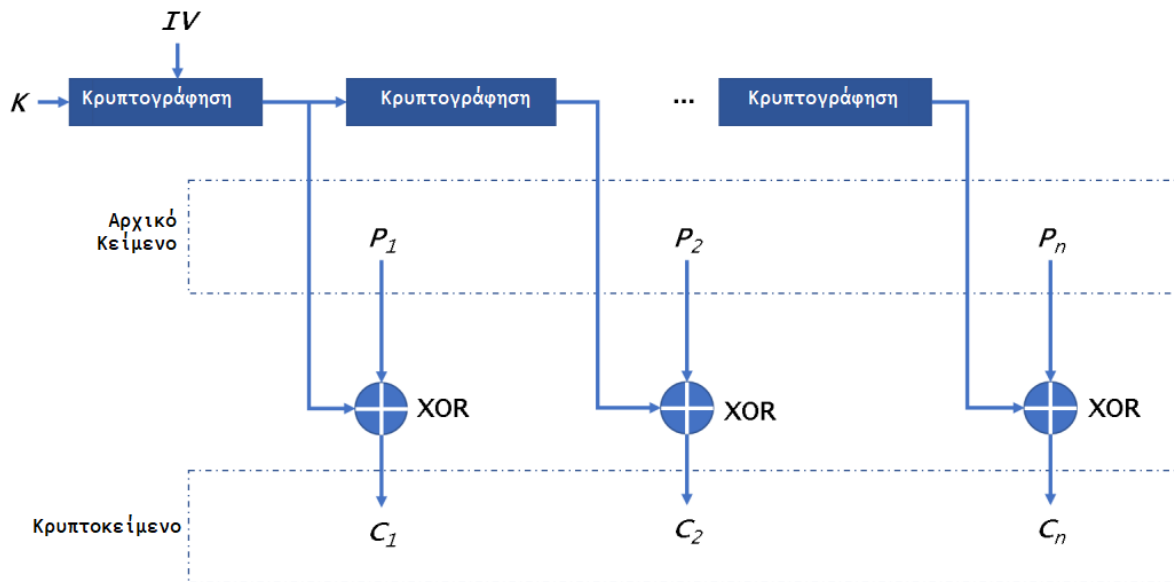 IV
K
Κρυπτογράφηση
Κρυπτογράφηση
...
Κρυπτογράφηση
Αρχικό
Κείμενο
P1
P2
Pn
XOR
XOR
XOR
Κρυπτοκείμενο
C1
C2
Cn